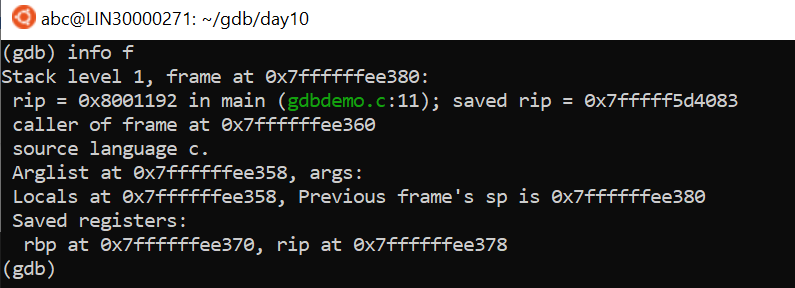 abc@LIN30000271: ~/gdb/day10
(gdb) info f
Stack level 1, frame at 0x7ffffffee380:
 rip = 0x8001192 in main (gdbdemo.c:11); saved rip = 0x7fffff5d4083
 caller of frame at 0x7ffffffee360
 source language c.
 Arglist at 0x7ffffffee358, args:
 Locals at 0x7ffffffee358, Previous frame's sp is 0x7ffffffee380
 Saved registers:
  rbp at 0x7ffffffee370, rip at 0x7ffffffee378
(gdb)